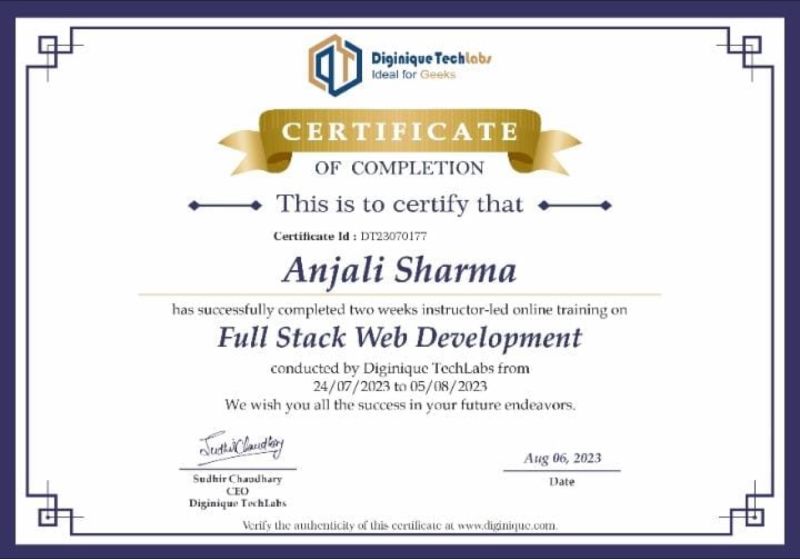 Diginique TechLabs
Ideal for Geeks
CERTIFICATE
OF COMPLETION
This is to certify that
Certificate Id : DT23070177
Anjali Sharma
has successfully completed two weeks instructor-led online training on
Full Stack Web Development
conducted by Diginique TechLabs from
24/07/2023 to 05/08/2023
We wish you all the success in your future endeavors.
Sudhir Chaudhary
Sudhir Chaudhary
CEO
Diginique TechLabs
Aug 06, 2023
Date
Verify the authenticity of this certificate at www.diginique.com.